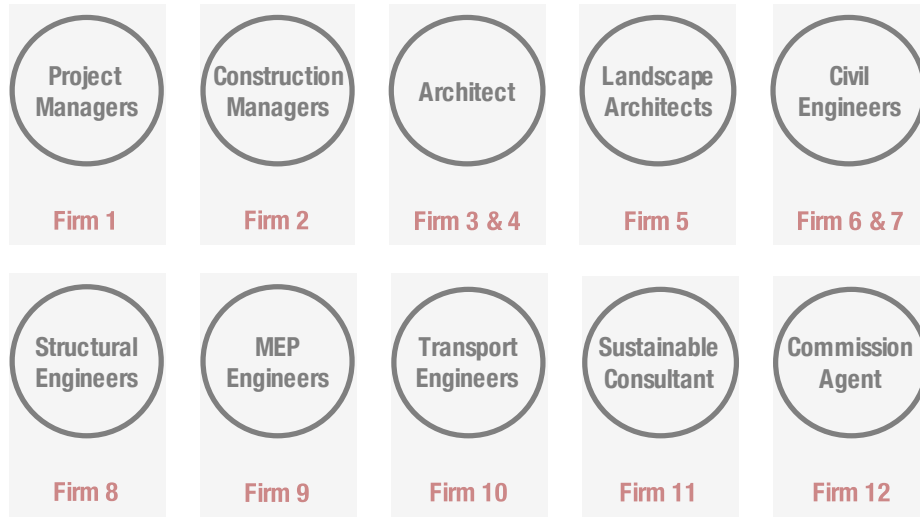 Project
Managers
Construction
Managers
Architect
Landscape
Architects
Civil
Engineers
Firm 1
Firm 2
Firm 3 & 4
Firm 5
Firm 6 & 7
Structural
Engineers
MEP
Engineers
Transport
Engineers
Sustainable
Consultant
Commission
Agent
Firm 8
Firm 9
Firm 10
Firm 11
Firm 12